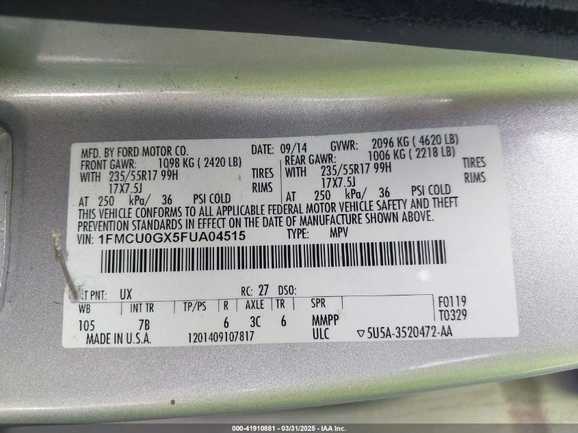 MFD. BY FORD MOTOR CO. DATE: 09/14 GVWR: 2096 KG (4620 LB)
FRONT GAWR: 1098 KG (2420 LB) REAR GAWR: 1006 KG (2218 LB)
WITH 235/55R17 99H TIRES WITH 235/55R17 99H TIRES
17X7.5J RIMS 17X7.5J RIMS
AT 250 kPa/ 36 PSI COLD AT 250 kPa/ 36 PSI COLD
THIS VEHICLE CONFORMS TO ALL APPLICABLE FEDERAL MOTOR VEHICLE SAFETY AND THEFT
PREVENTION STANDARDS IN EFFECT ON THE DATE OF MANUFACTURE SHOWN ABOVE.
VIN: 1FMCU0GX5FUA04515 TYPE: MPV
EXT PNT: UX RC: 27 DSO: F0119
WB INT TR TP/PS R AXLE TR SPR T0329
105 7B 6 3C 6 MMPP
MADE IN U.S.A. 1201409107817 ULC ▽5U5A-3520472-AA
000-41910881 - 03/31/2025 - Copyright © IAA, Inc. All Rights Reserved.